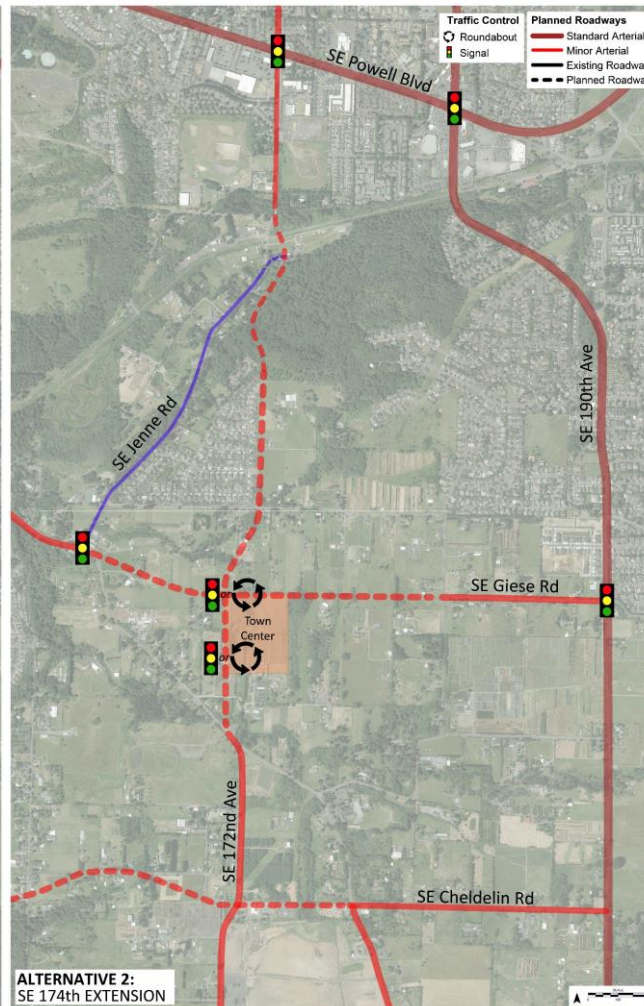 Traffic Control
Roundabout
Signal
Planned Roadways
Standard Arterial
Minor Arterial
Existing Roadwa
Planned Roadwa
SE Powell Blvd
SE 190th Ave
SE Jenne Rd
SE Giese Rd
or
Town
Center
or
SE 172nd Ave
SE Cheldelin Rd
ALTERNATIVE 2:
SE 174th EXTENSION